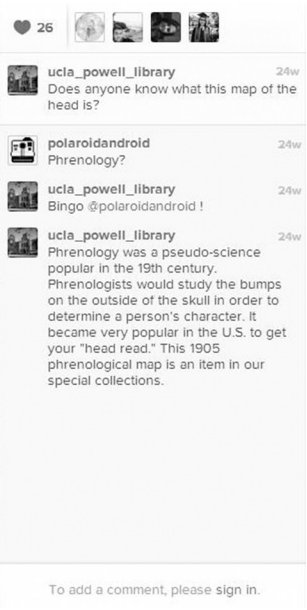 26
ucla_powell_library 24w
Does anyone know what this map of the
head is?
polaroidandroid 24w
Phrenology?
ucla_powell_library 24w
Bingo @polaroidandroid !
ucla_powell_library 24w
Phrenology was a pseudo-science
popular in the 19th century.
Phrenologists would study the bumps
on the outside of the skull in order to
determine a person's character. It
became very popular in the U.S. to get
your "head read." This 1905
phrenological map is an item in our
special collections.
To add a comment, please sign in.